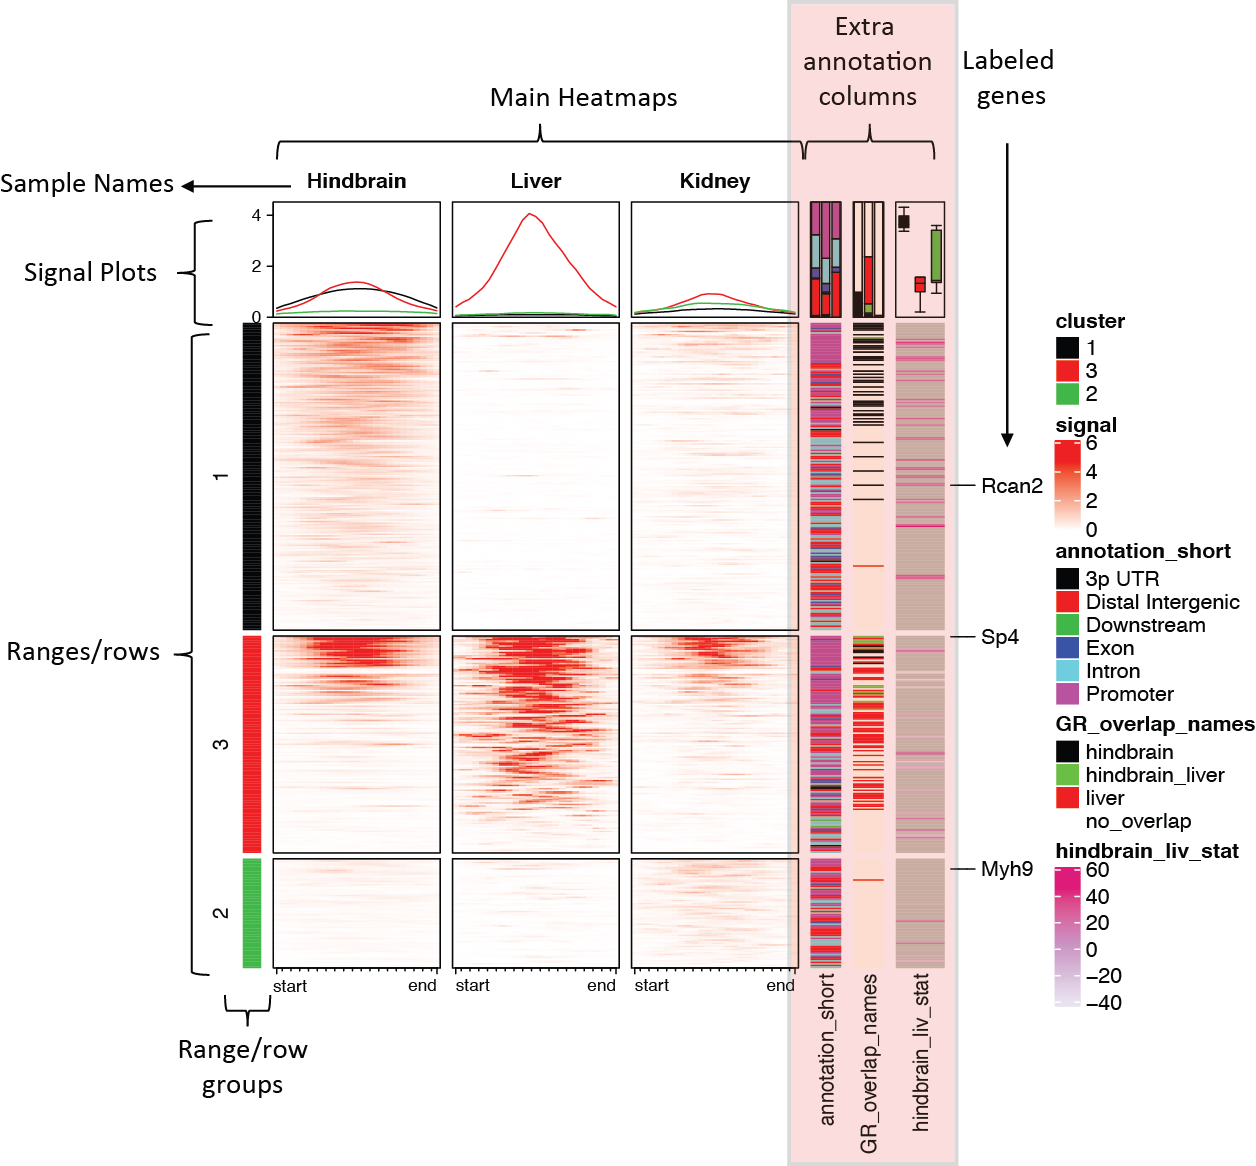 Extra
annotation
columns
Labeled
genes
Main Heatmaps
Sample Names
Hindbrain
Liver
Kidney
Signal Plots
4
2
0
cluster
1
3
2
signal
6
4
2
0
1
Rcan2
annotation_short
3p UTR
Distal Intergenic
Downstream
Exon
Intron
Promoter
Sp4
Ranges/rows
3
GR_overlap_names
hindbrain
hindbrain_liver
liver
no_overlap
hindbrain_liv_stat
60
40
20
0
−20
−40
Myh9
2
start end
start end
start end
annotation_short
GR_overlap_names
hindbrain_liv_stat
Range/row
groups